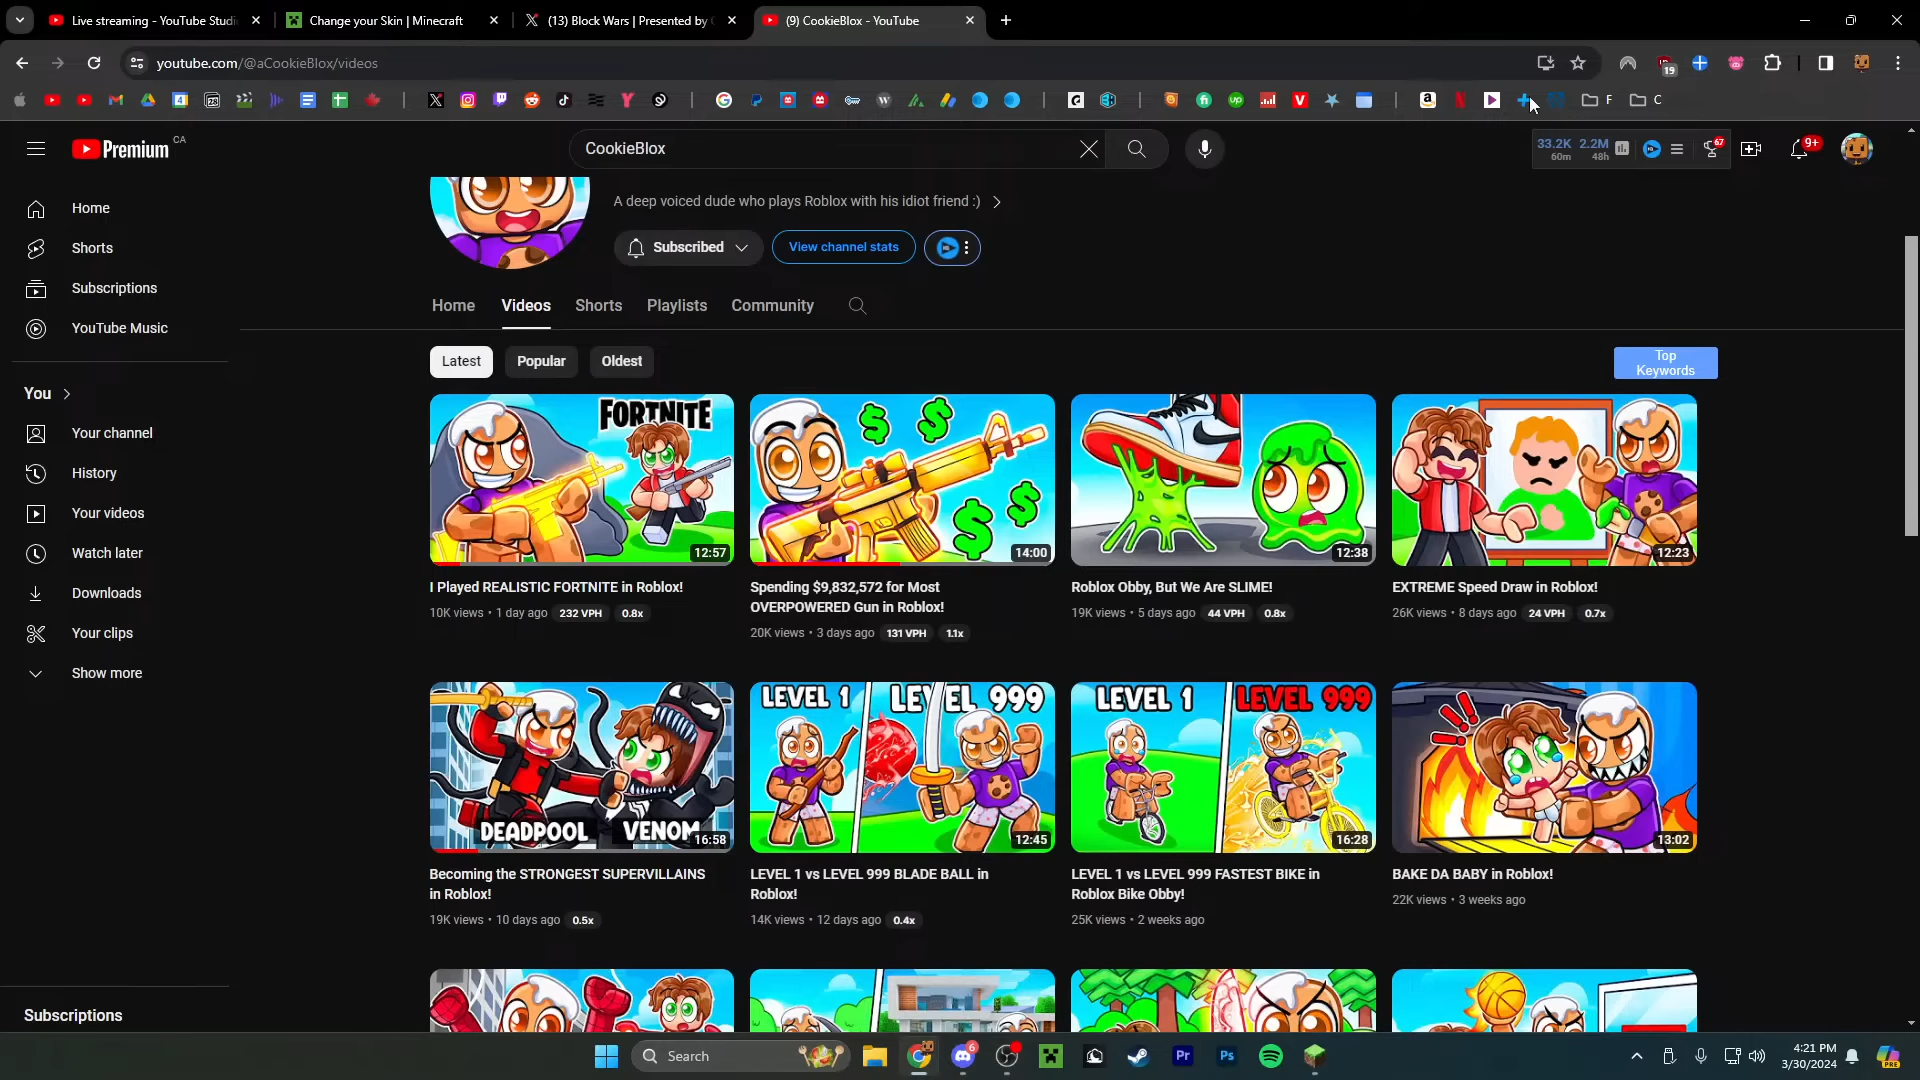 Live streaming - YouTube Studi
Change your Skin | Minecraft
(13) Block Wars | Presented by
(9) CookieBlox - YouTube
youtube.com/@aCookieBlox/videos
19
F
C
Premium
CA
CookieBlox
33.2K 2.2M
60m 48h
67
9+
Home
Shorts
Subscriptions
YouTube Music
You
Your channel
History
Your videos
Watch later
Downloads
Your clips
Show more
Subscriptions
A deep voiced dude who plays Roblox with his idiot friend :)
Subscribed
View channel stats
Home
Videos
Shorts
Playlists
Community
Latest
Popular
Oldest
Top
Keywords
FORTNITE
12:57
14:00
12:38
12:23
I Played REALISTIC FORTNITE in Roblox!
10K views • 1 day ago 232 VPH 0.8x
Spending $9,832,572 for Most
OVERPOWERED Gun in Roblox!
20K views • 3 days ago 131 VPH 1.1x
Roblox Obby, But We Are SLIME!
19K views • 5 days ago 44 VPH 0.8x
EXTREME Speed Draw in Roblox!
26K views • 8 days ago 24 VPH 0.7x
DEADPOOL VENOM
16:58
LEVEL 1 LEVEL 999
12:45
LEVEL 1 LEVEL 999
16:28
13:02
Becoming the STRONGEST SUPERVILLAINS
in Roblox!
19K views • 10 days ago 0.5x
LEVEL 1 vs LEVEL 999 BLADE BALL in
Roblox!
14K views • 12 days ago 0.4x
LEVEL 1 vs LEVEL 999 FASTEST BIKE in
Roblox Bike Obby!
25K views • 2 weeks ago
BAKE DA BABY in Roblox!
22K views • 3 weeks ago
Search
6
Pr
Ps
4:21 PM
3/30/2024
PRE